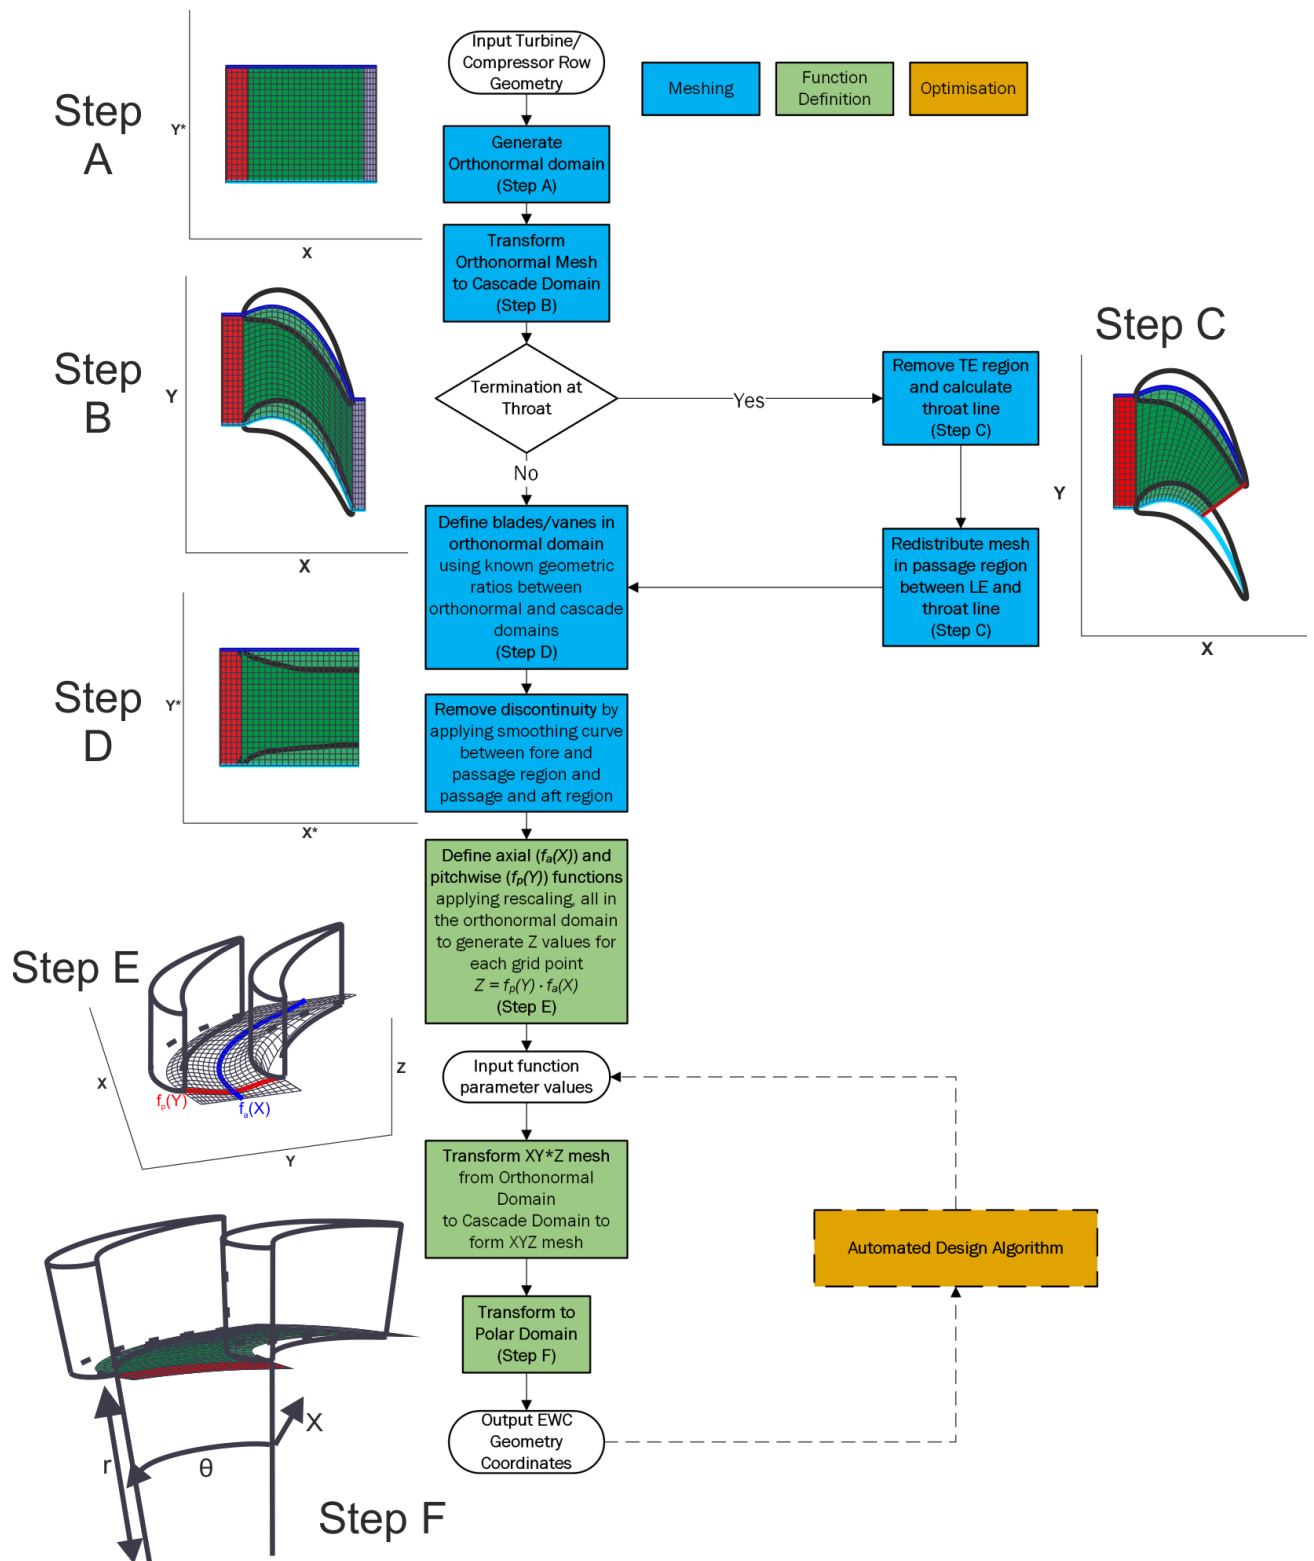 Input Turbine/
Compressor Row
Geometry
Meshing
Function
Definition
Optimisation
Step
A
Y*
X
Generate
Orthonormal domain
(Step A)
Transform
Orthonormal Mesh
to Cascade Domain
(Step B)
Step
B
Y
X
Termination at
Throat
Yes
No
Remove TE region
and calculate
throat line
(Step C)
Step C
Y
X
Redistribute mesh
in passage region
between LE and
throat line
(Step C)
Define blades/vanes in
orthonormal domain
using known geometric
ratios between
orthonormal and cascade
domains
(Step D)
Step
D
Y*
X*
Remove discontinuity by
applying smoothing curve
between fore and
passage region and
passage and aft region
Define axial (fa(X)) and
pitchwise (fp(Y)) functions
applying rescaling, all in
the orthonormal domain
to generate Z values for
each grid point
Z = fp(Y) · fa(X)
(Step E)
Step E
X
Z
fp(Y)
fa(X)
Y
Input function
parameter values
Transform XY*Z mesh
from Orthonormal
Domain
to Cascade Domain to
form XYZ mesh
Automated Design Algorithm
Transform to
Polar Domain
(Step F)
Output EWC
Geometry
Coordinates
X
r
θ
Step F